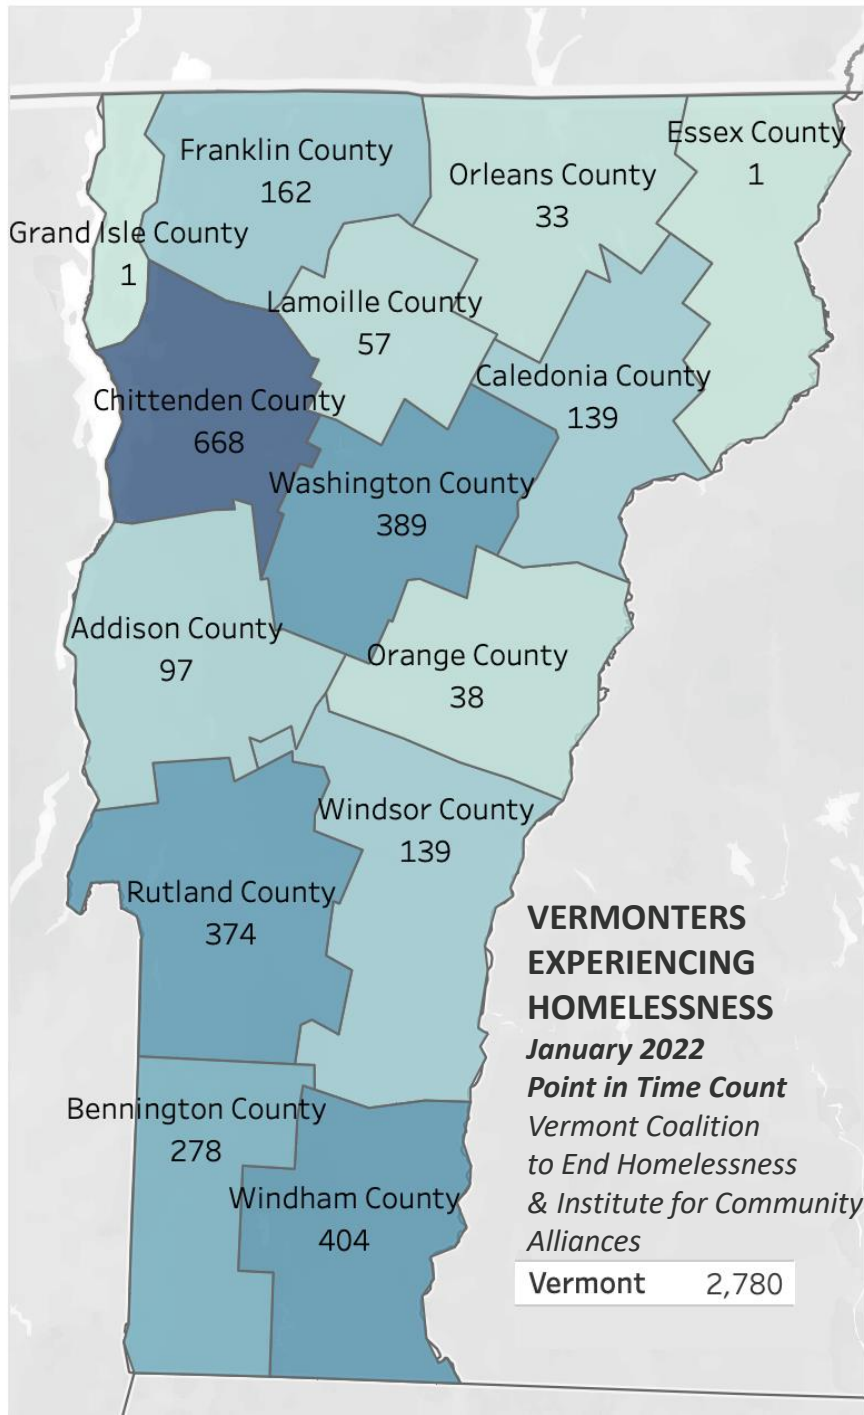 Essex County
1
Franklin County
162
Orleans County
33
Grand Isle County
1
Lamoille County
57
Caledonia County
139
Chittenden County
668
Washington County
389
Addison County
97
Orange County
38
Windsor County
139
Rutland County
374
Bennington County
278
Windham County
404
VERMONTERS
EXPERIENCING
HOMELESSNESS
January 2022
Point in Time Count
Vermont Coalition
to End Homelessness
& Institute for Community
Alliances
Vermont 2,780